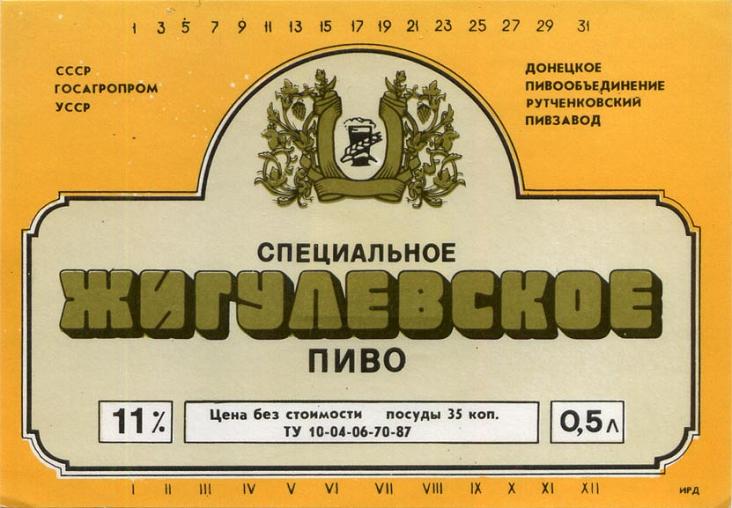 1 3 5 7 9 11 13 15 17 19 21 23 25 27 29 31
СССР
ГОСАГРОПРОМ
УССР
ДОНЕЦКОЕ
ПИВООБЪЕДИНЕНИЕ
РУТЧЕНКОВСКИЙ
ПИВЗАВОД
СПЕЦИАЛЬНОЕ
ЖИГУЛЕВСКОЕ
ПИВО
11%
Цена без стоимости посуды 35 коп.
ТУ 10-04-06-70-87
0,5 л
I II III IV V VI VII VIII IX X XI XII
ИРД